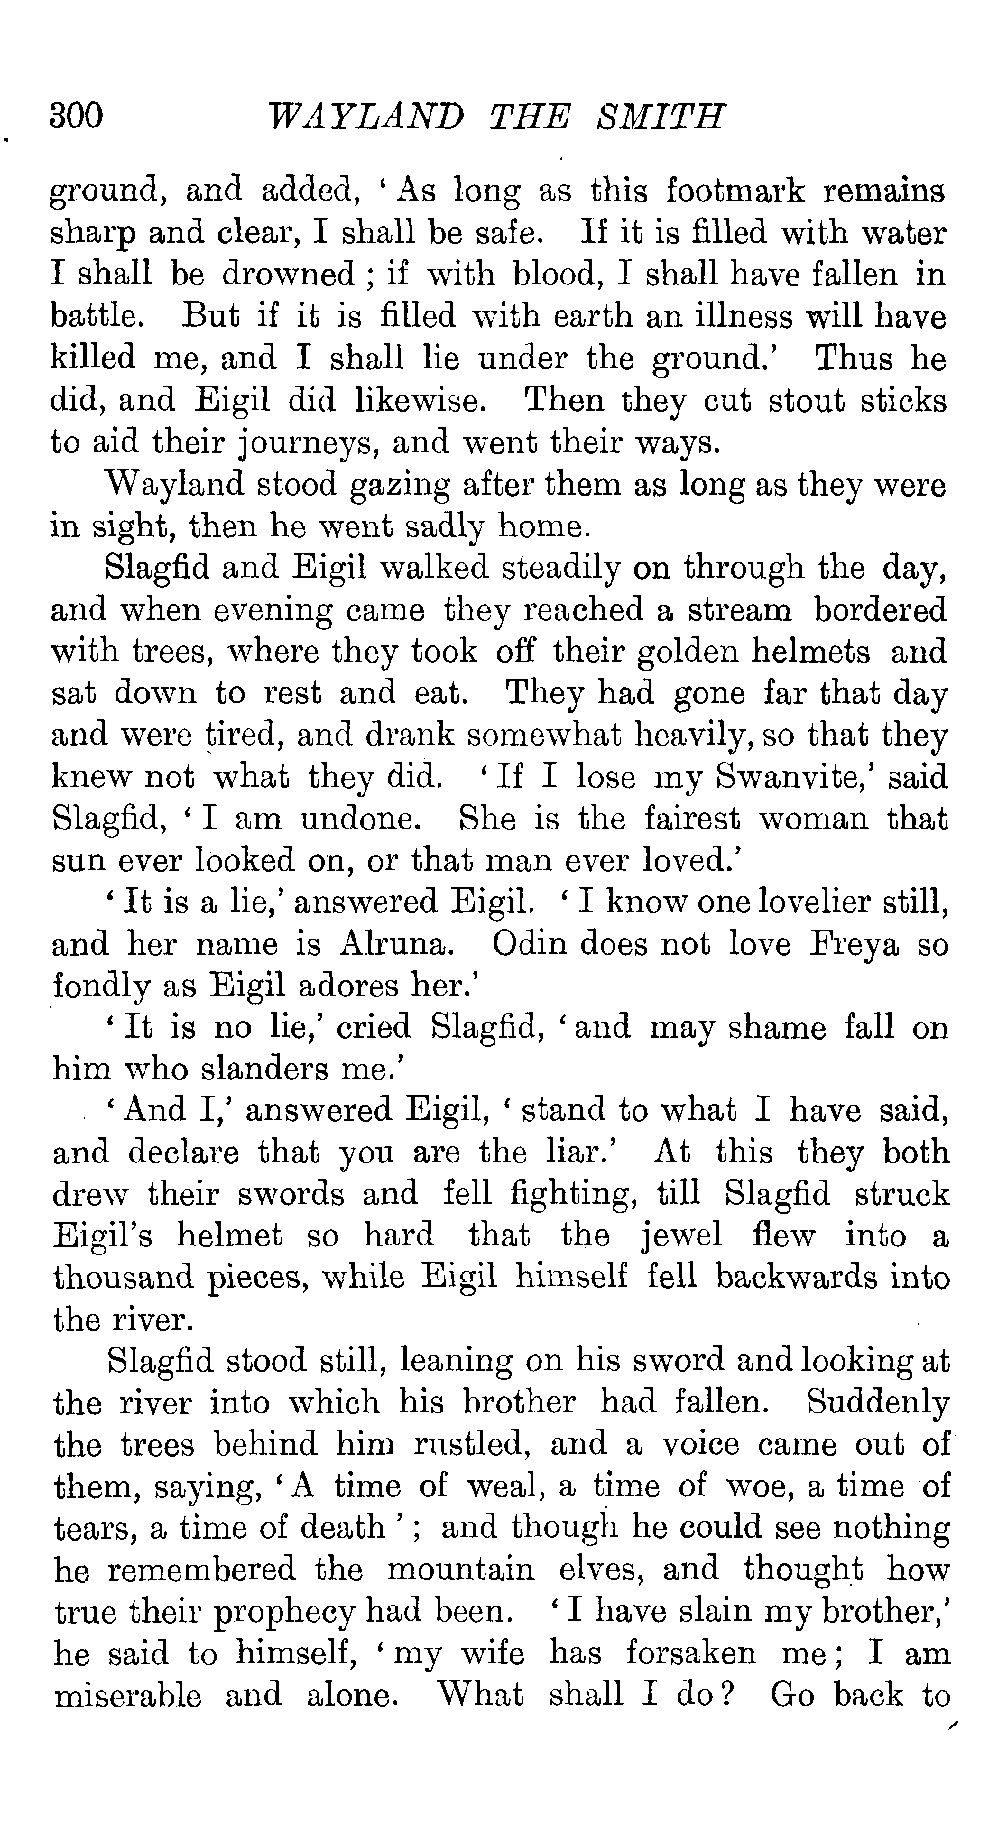 300 WAYLAND THE SMITH
ground, and added, ‘ As long as this footmark remains
sharp and clear, I shall be safe. If it is filled with water
I shall be drowned ; if with blood, I shall have fallen in
battle. But if it is filled with earth an illness will have
killed me, and I shall lie under the ground.’ Thus he
did, and Eigil did likewise. Then they cut stout sticks
to aid their journeys, and went their ways.
Wayland stood gazing after them as long as they were
in sight, then he went sadly home.
Slagfid and Eigil walked steadily on through the day,
and when evening came they reached a stream bordered
with trees, where they took off their golden helmets and
sat down to rest and eat. They had gone far that day
and were tired, and drank somewhat heavily, so that they
knew not what they did. ‘ If I lose my Swanvite,’ said
Slagfid, ‘ I am undone. She is the fairest woman that
sun ever looked on, or that man ever loved.’
‘ It is a lie,’ answered Eigil. ‘ I know one lovelier still,
and her name is Alruna. Odin does not love Freya so
fondly as Eigil adores her.’
‘ It is no lie,’ cried Slagfid, ‘ and may shame fall on
him who slanders me.’
‘ And I,’ answered Eigil, ‘ stand to what I have said,
and declare that you are the liar.’ At this they both
drew their swords and fell fighting, till Slagfid struck
Eigil’s helmet so hard that the jewel flew into a
thousand pieces, while Eigil himself fell backwards into
the river.
Slagfid stood still, leaning on his sword and looking at
the river into which his brother had fallen. Suddenly
the trees behind him rustled, and a voice came out of
them, saying, ‘ A time of weal, a time of woe, a time of
tears, a time of death ’ ; and though he could see nothing
he remembered the mountain elves, and thought how
true their prophecy had been. ‘ I have slain my brother,’
he said to himself, ‘ my wife has forsaken me ; I am
miserable and alone. What shall I do ? Go back to